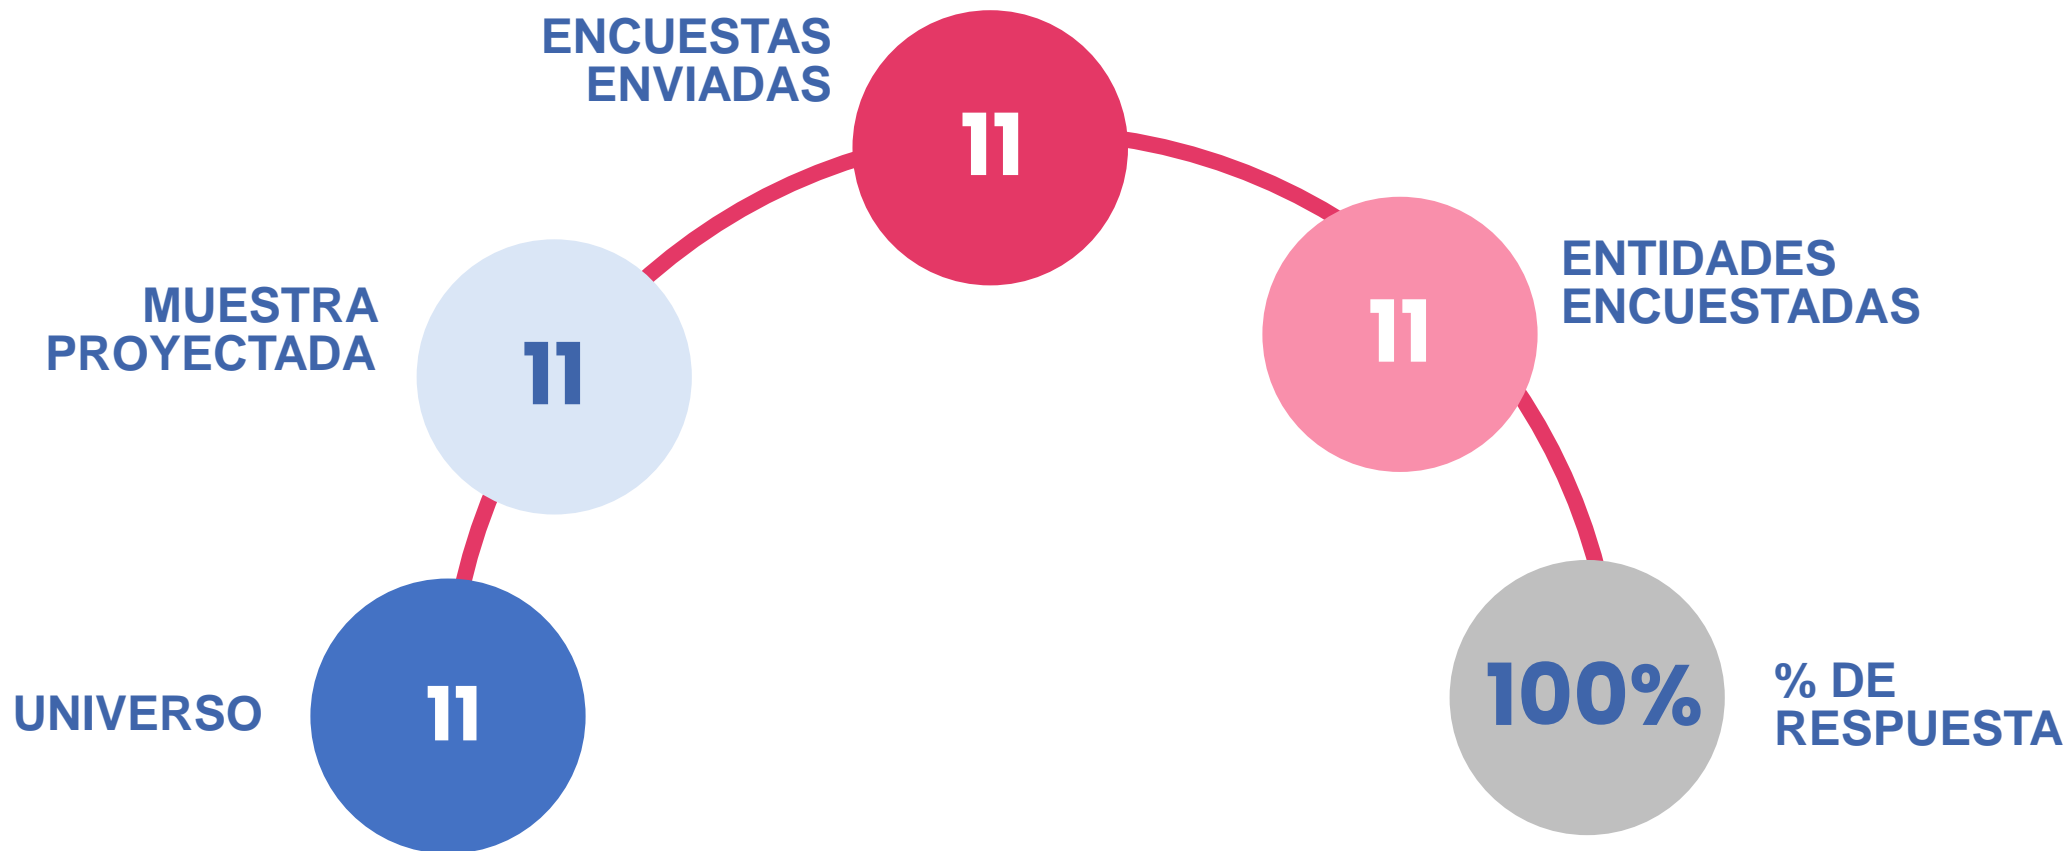 ENCUESTAS
ENVIADAS
11
MUESTRA
PROYECTADA
11
ENTIDADES
ENCUESTADAS
11
UNIVERSO
11
100%
% DE
RESPUESTA